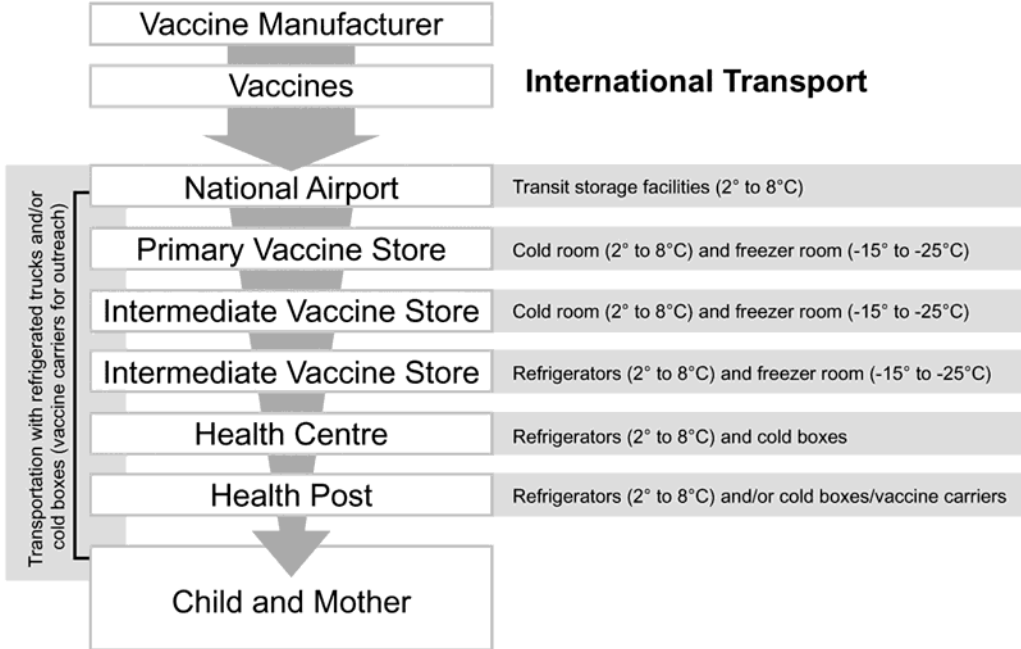 Vaccine Manufacturer
Vaccines
International Transport
National Airport
Transit storage facilities (2° to 8°C)
Primary Vaccine Store
Cold room (2° to 8°C) and freezer room (-15° to -25°C)
Intermediate Vaccine Store
Cold room (2° to 8°C) and freezer room (-15° to -25°C)
Intermediate Vaccine Store
Refrigerators (2° to 8°C) and freezer room (-15° to -25°C)
Health Centre
Refrigerators (2° to 8°C) and cold boxes
Health Post
Refrigerators (2° to 8°C) and/or cold boxes/vaccine carriers
Child and Mother
Transportation with refrigerated trucks and/or
cold boxes (vaccine carriers for outreach)